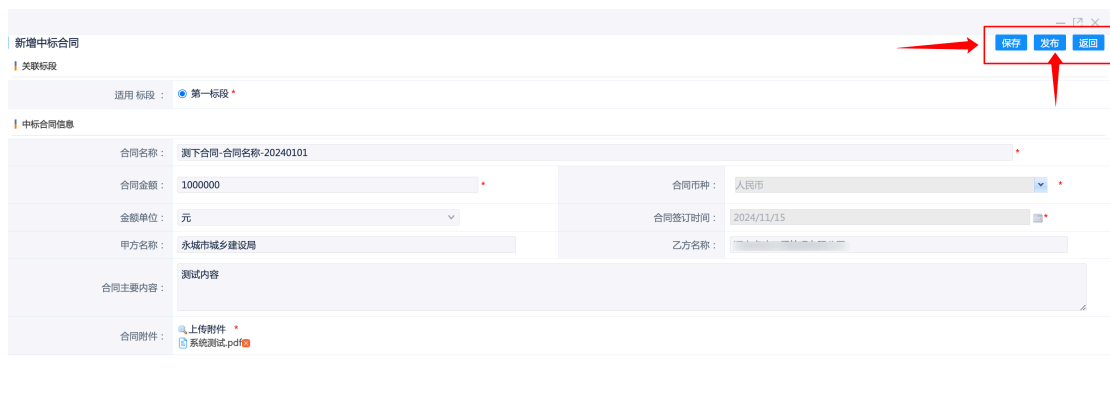 新增中标合同
保存 发布 返回
关联标段
适用 标段 ： 第一标段 *
中标合同信息
合同名称： 测下合同-合同名称-20240101 *
合同金额： 1000000 * 合同币种： 人民币 *
金额单位： 元 合同签订时间： 2024/11/15 *
甲方名称： 永城市城乡建设局 乙方名称：
合同主要内容： 测试内容
合同附件： 上传附件 *
系统测试.pdf